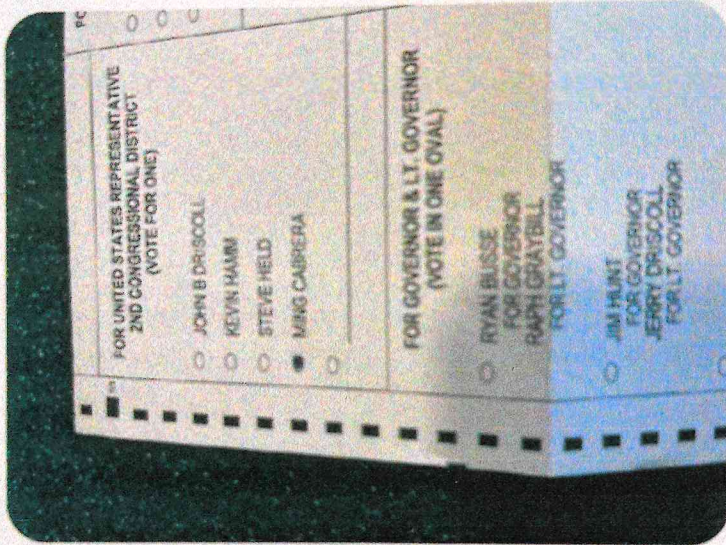 FOR UNITED STATES REPRESENTATIVE
2ND CONGRESSIONAL DISTRICT
(VOTE FOR ONE)
JOHN B DRISCOLL
KEVIN HAMM
STEVE HELD
MING CABRERA
FOR GOVERNOR & LT. GOVERNOR
(VOTE IN ONE OVAL)
RYAN BUSSE
FOR GOVERNOR
RAPH GRAYBILL
FOR LT. GOVERNOR
JIM HUNT
FOR GOVERNOR
JERRY DRISCOLL
FOR LT GOVERNOR